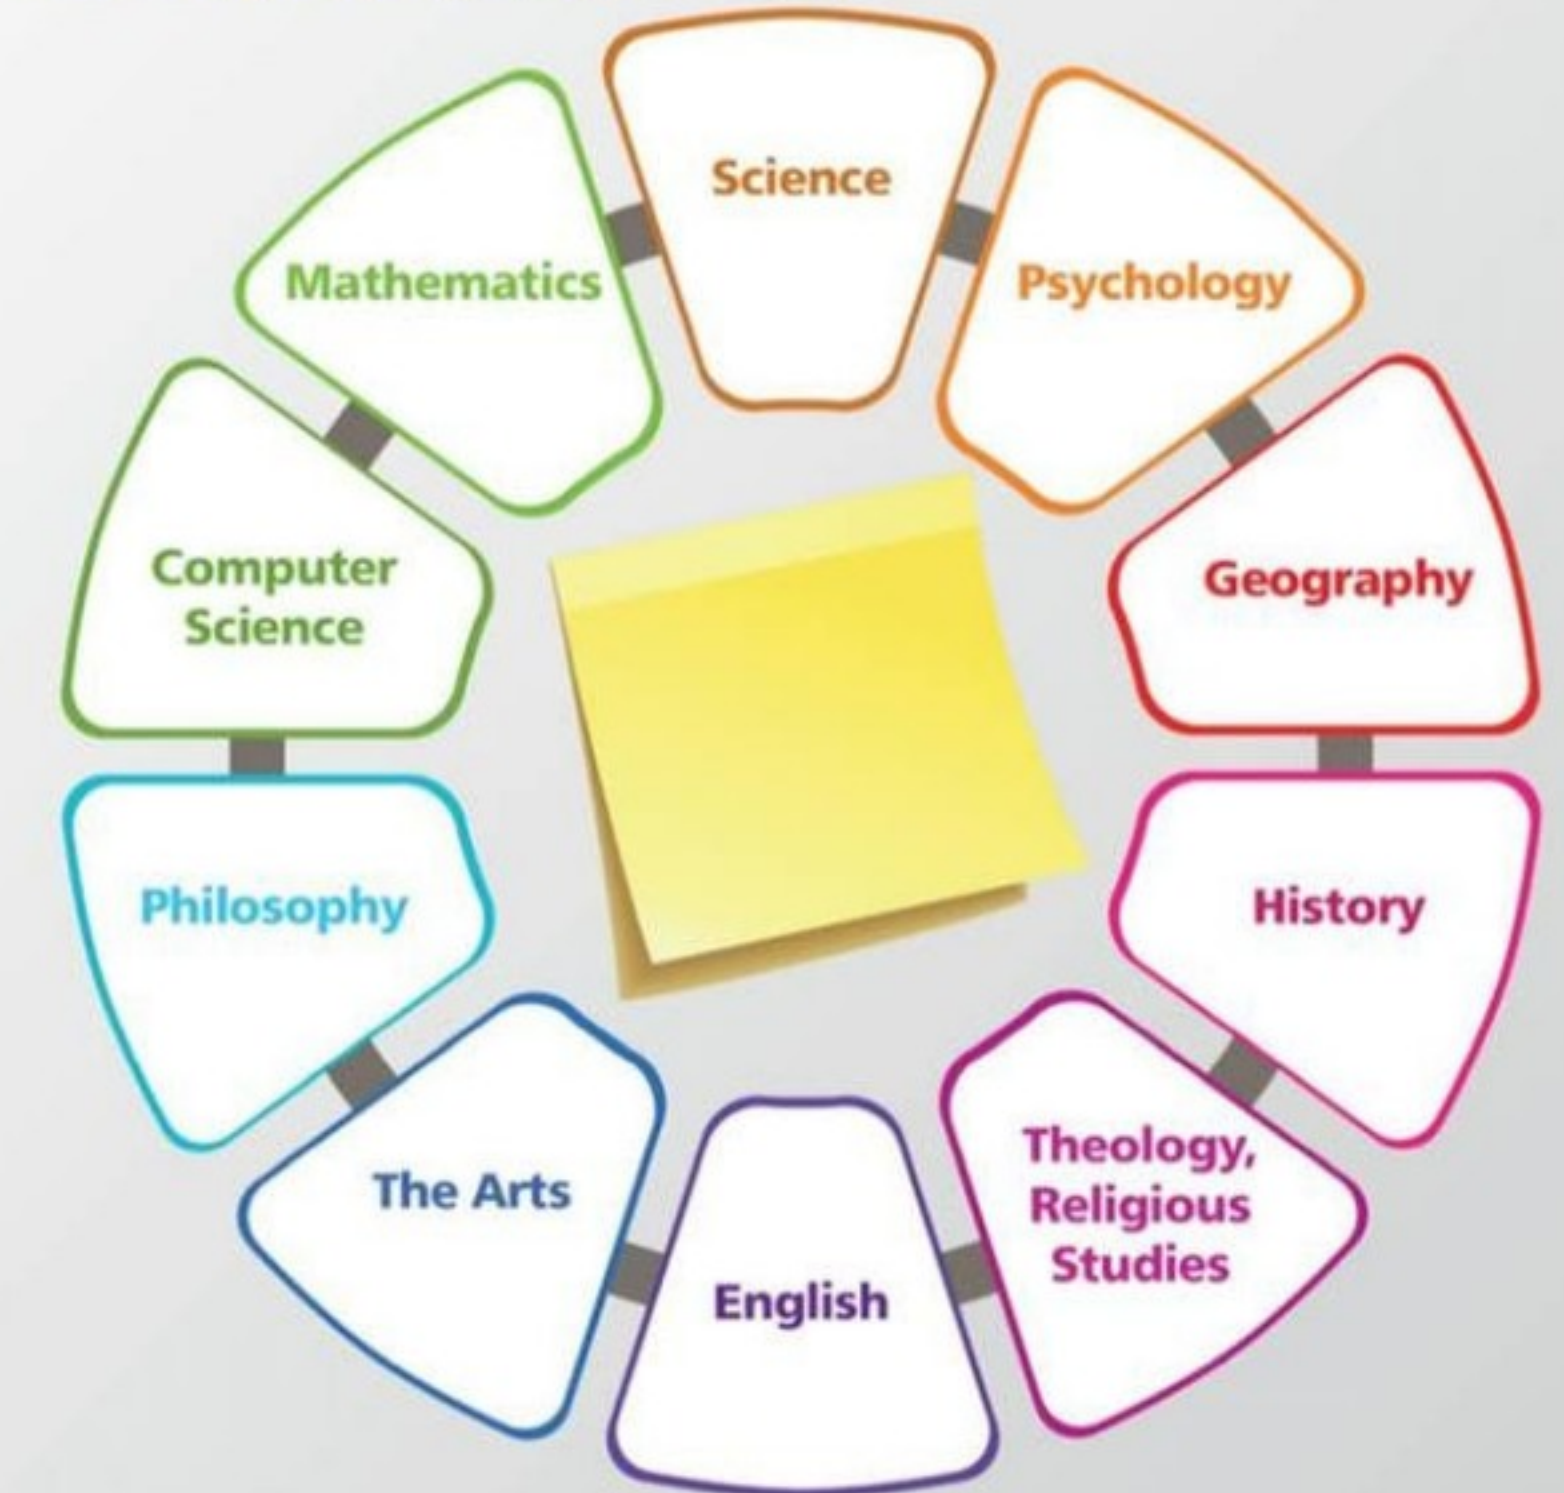 Science
Mathematics
Psychology
Computer
Science
Geography
Philosophy
History
The Arts
Theology,
Religious
Studies
English